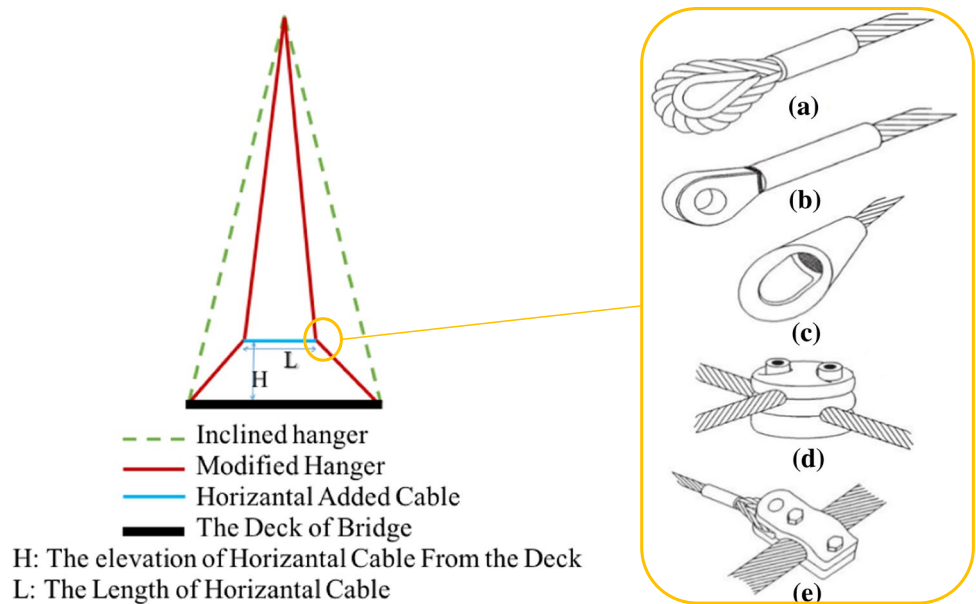 L
H
Inclined hanger
Modified Hanger
Horizantal Added Cable
The Deck of Bridge
H: The elevation of Horizantal Cable From the Deck
L: The Length of Horizantal Cable
(a)
(b)
(c)
(d)
(e)